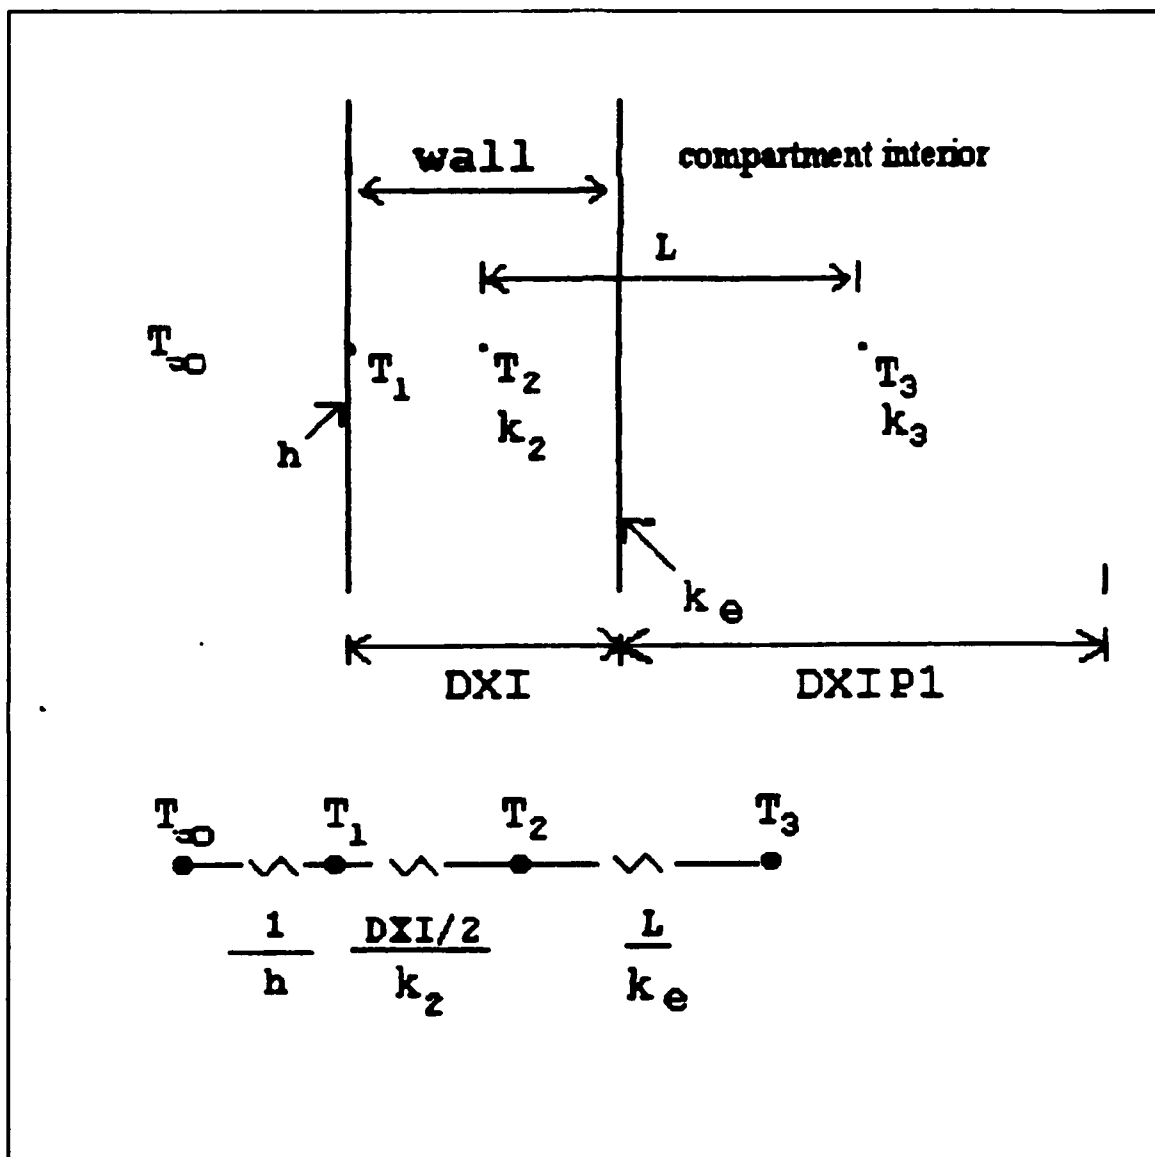 wall compartment interior
L
T∞ T₁ T₂ T₃
k₂ k₃
h
kₑ
DXI DXIP1
T∞ T₁ T₂ T₃
1 DXI/2 L
h k₂ kₑ